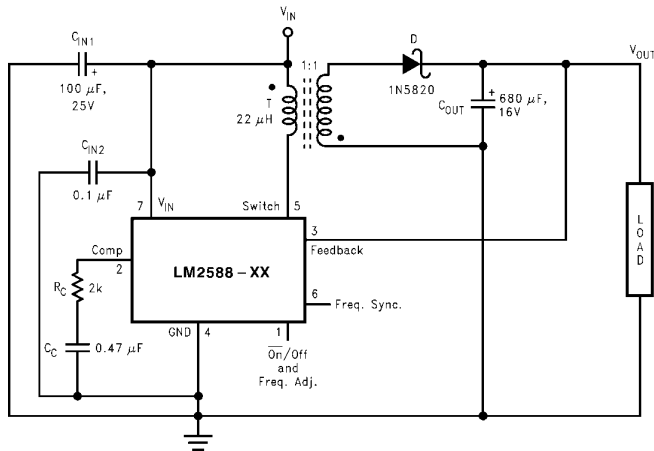 V_IN
C_IN1
+
100 μF,
25V
1:1
T
22 μH
D
1N5820
V_OUT
+
C_OUT
680 μF,
16V
C_IN2
0.1 μF
7
V_IN
Switch
5
3
Feedback
Comp
2
LM2588-XX
R_C
2k
6
Freq. Sync.
GND
4
1
C_C
0.47 μF
On/Off
and
Freq. Adj.
LOAD